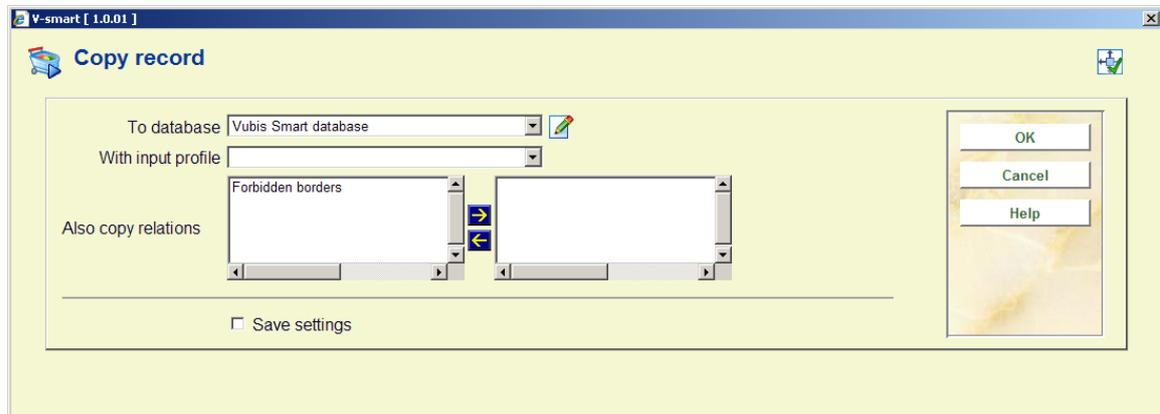 V-smart [ 1.0.01 ]
Copy record
To database Vubis Smart database
With input profile
Also copy relations
Forbidden borders
Save settings
OK
Cancel
Help